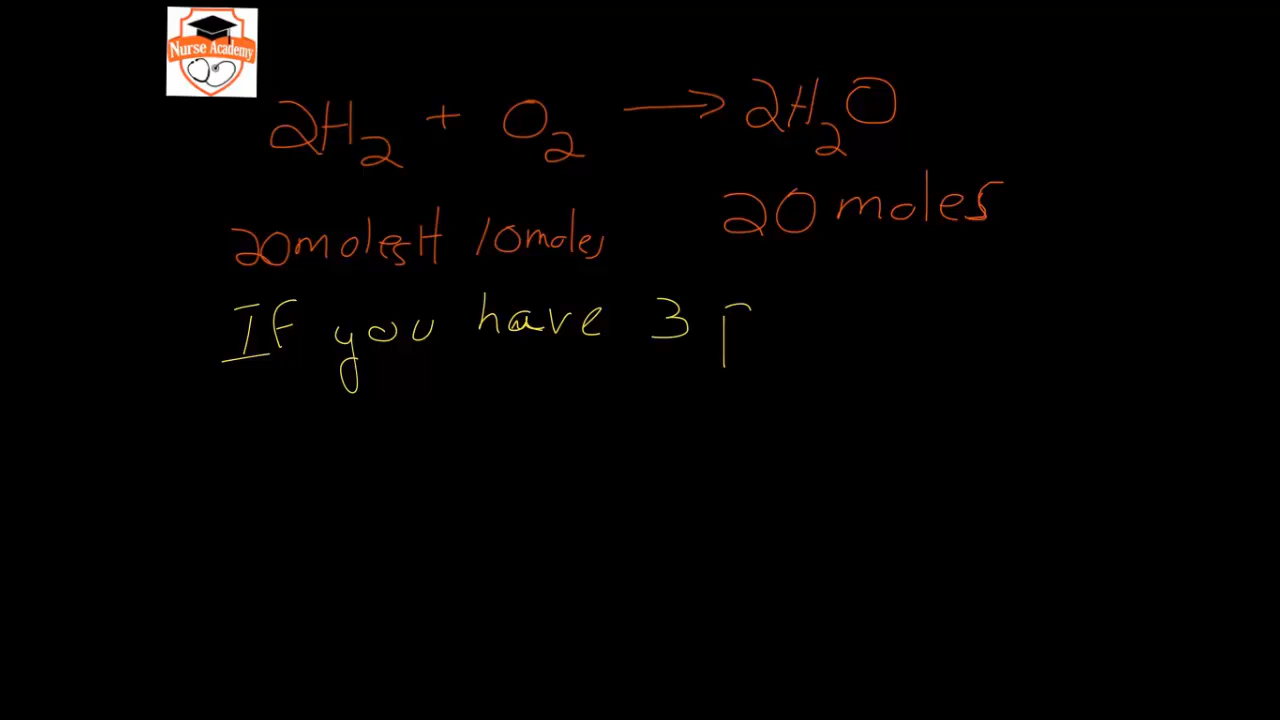 Nurse Academy
2H₂ + O₂ → 2H₂O
20 moles H 10 moles 20 moles
If you have 3